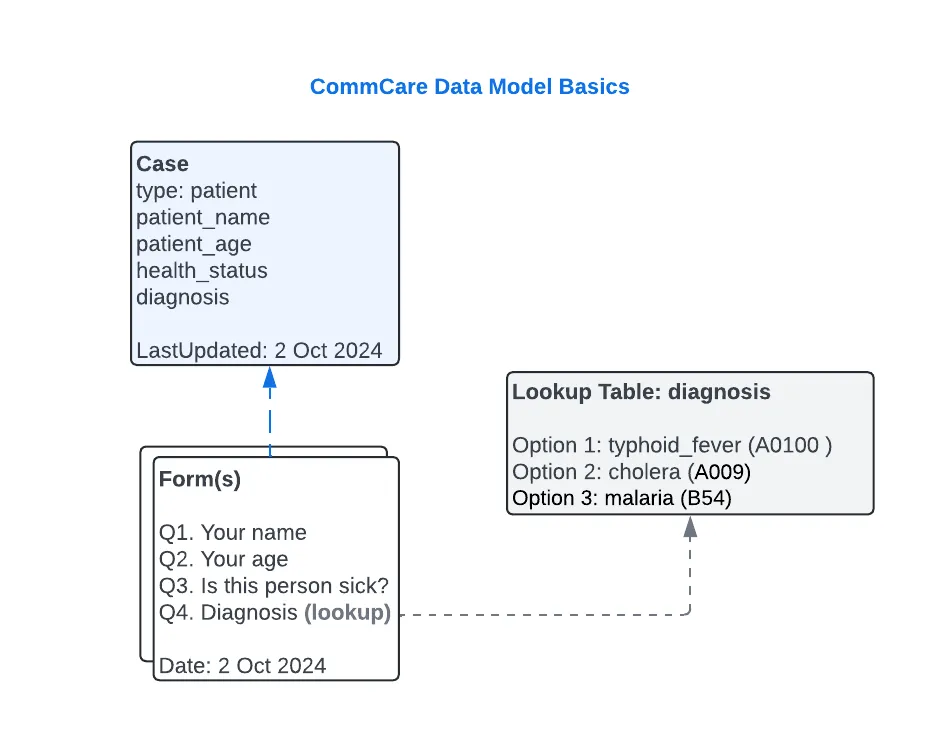 CommCare Data Model Basics
Case
type: patient
patient_name
patient_age
health_status
diagnosis
LastUpdated: 2 Oct 2024
Lookup Table: diagnosis
Option 1: typhoid_fever (A0100 )
Option 2: cholera (A009)
Option 3: malaria (B54)
Form(s)
Q1. Your name
Q2. Your age
Q3. Is this person sick?
Q4. Diagnosis (lookup)
Date: 2 Oct 2024